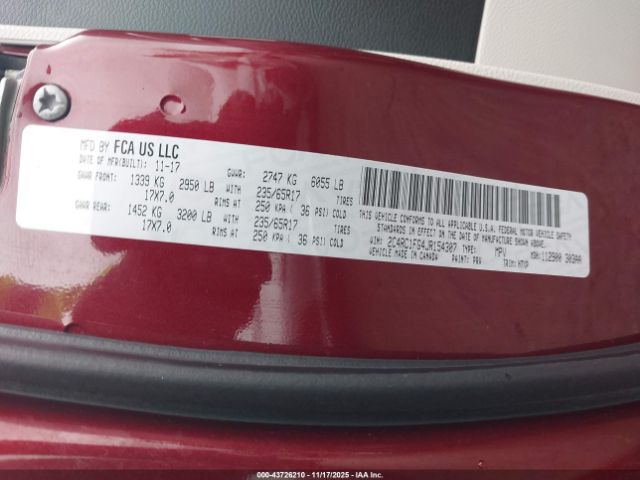 MFD BY FCA US LLC
DATE OF MFR(BUILT): 11-17
GVWR: 2747 KG 6055 LB
GAWR FRONT: 1339 KG 2950 LB WITH 235/65R17 TIRES
17X7.0 RIMS AT 250 KPA ( 36 PSI) COLD
GAWR REAR: 1452 KG 3200 LB WITH 235/65R17 TIRES
17X7.0 RIMS AT 250 KPA ( 36 PSI) COLD
THIS VEHICLE CONFORMS TO ALL APPLICABLE U.S.A. FEDERAL MOTOR VEHICLE SAFETY
STANDARDS IN EFFECT ON THE DATE OF MANUFACTURE SHOWN ABOVE.
VIN: 2C4RC1FG4JR154307 TYPE: MPV MDH: 112900 303AA
VEHICLE MADE IN CANADA PAINT: PRV TRIM:
000-43726210 - 11/17/2025 - IAA Inc.